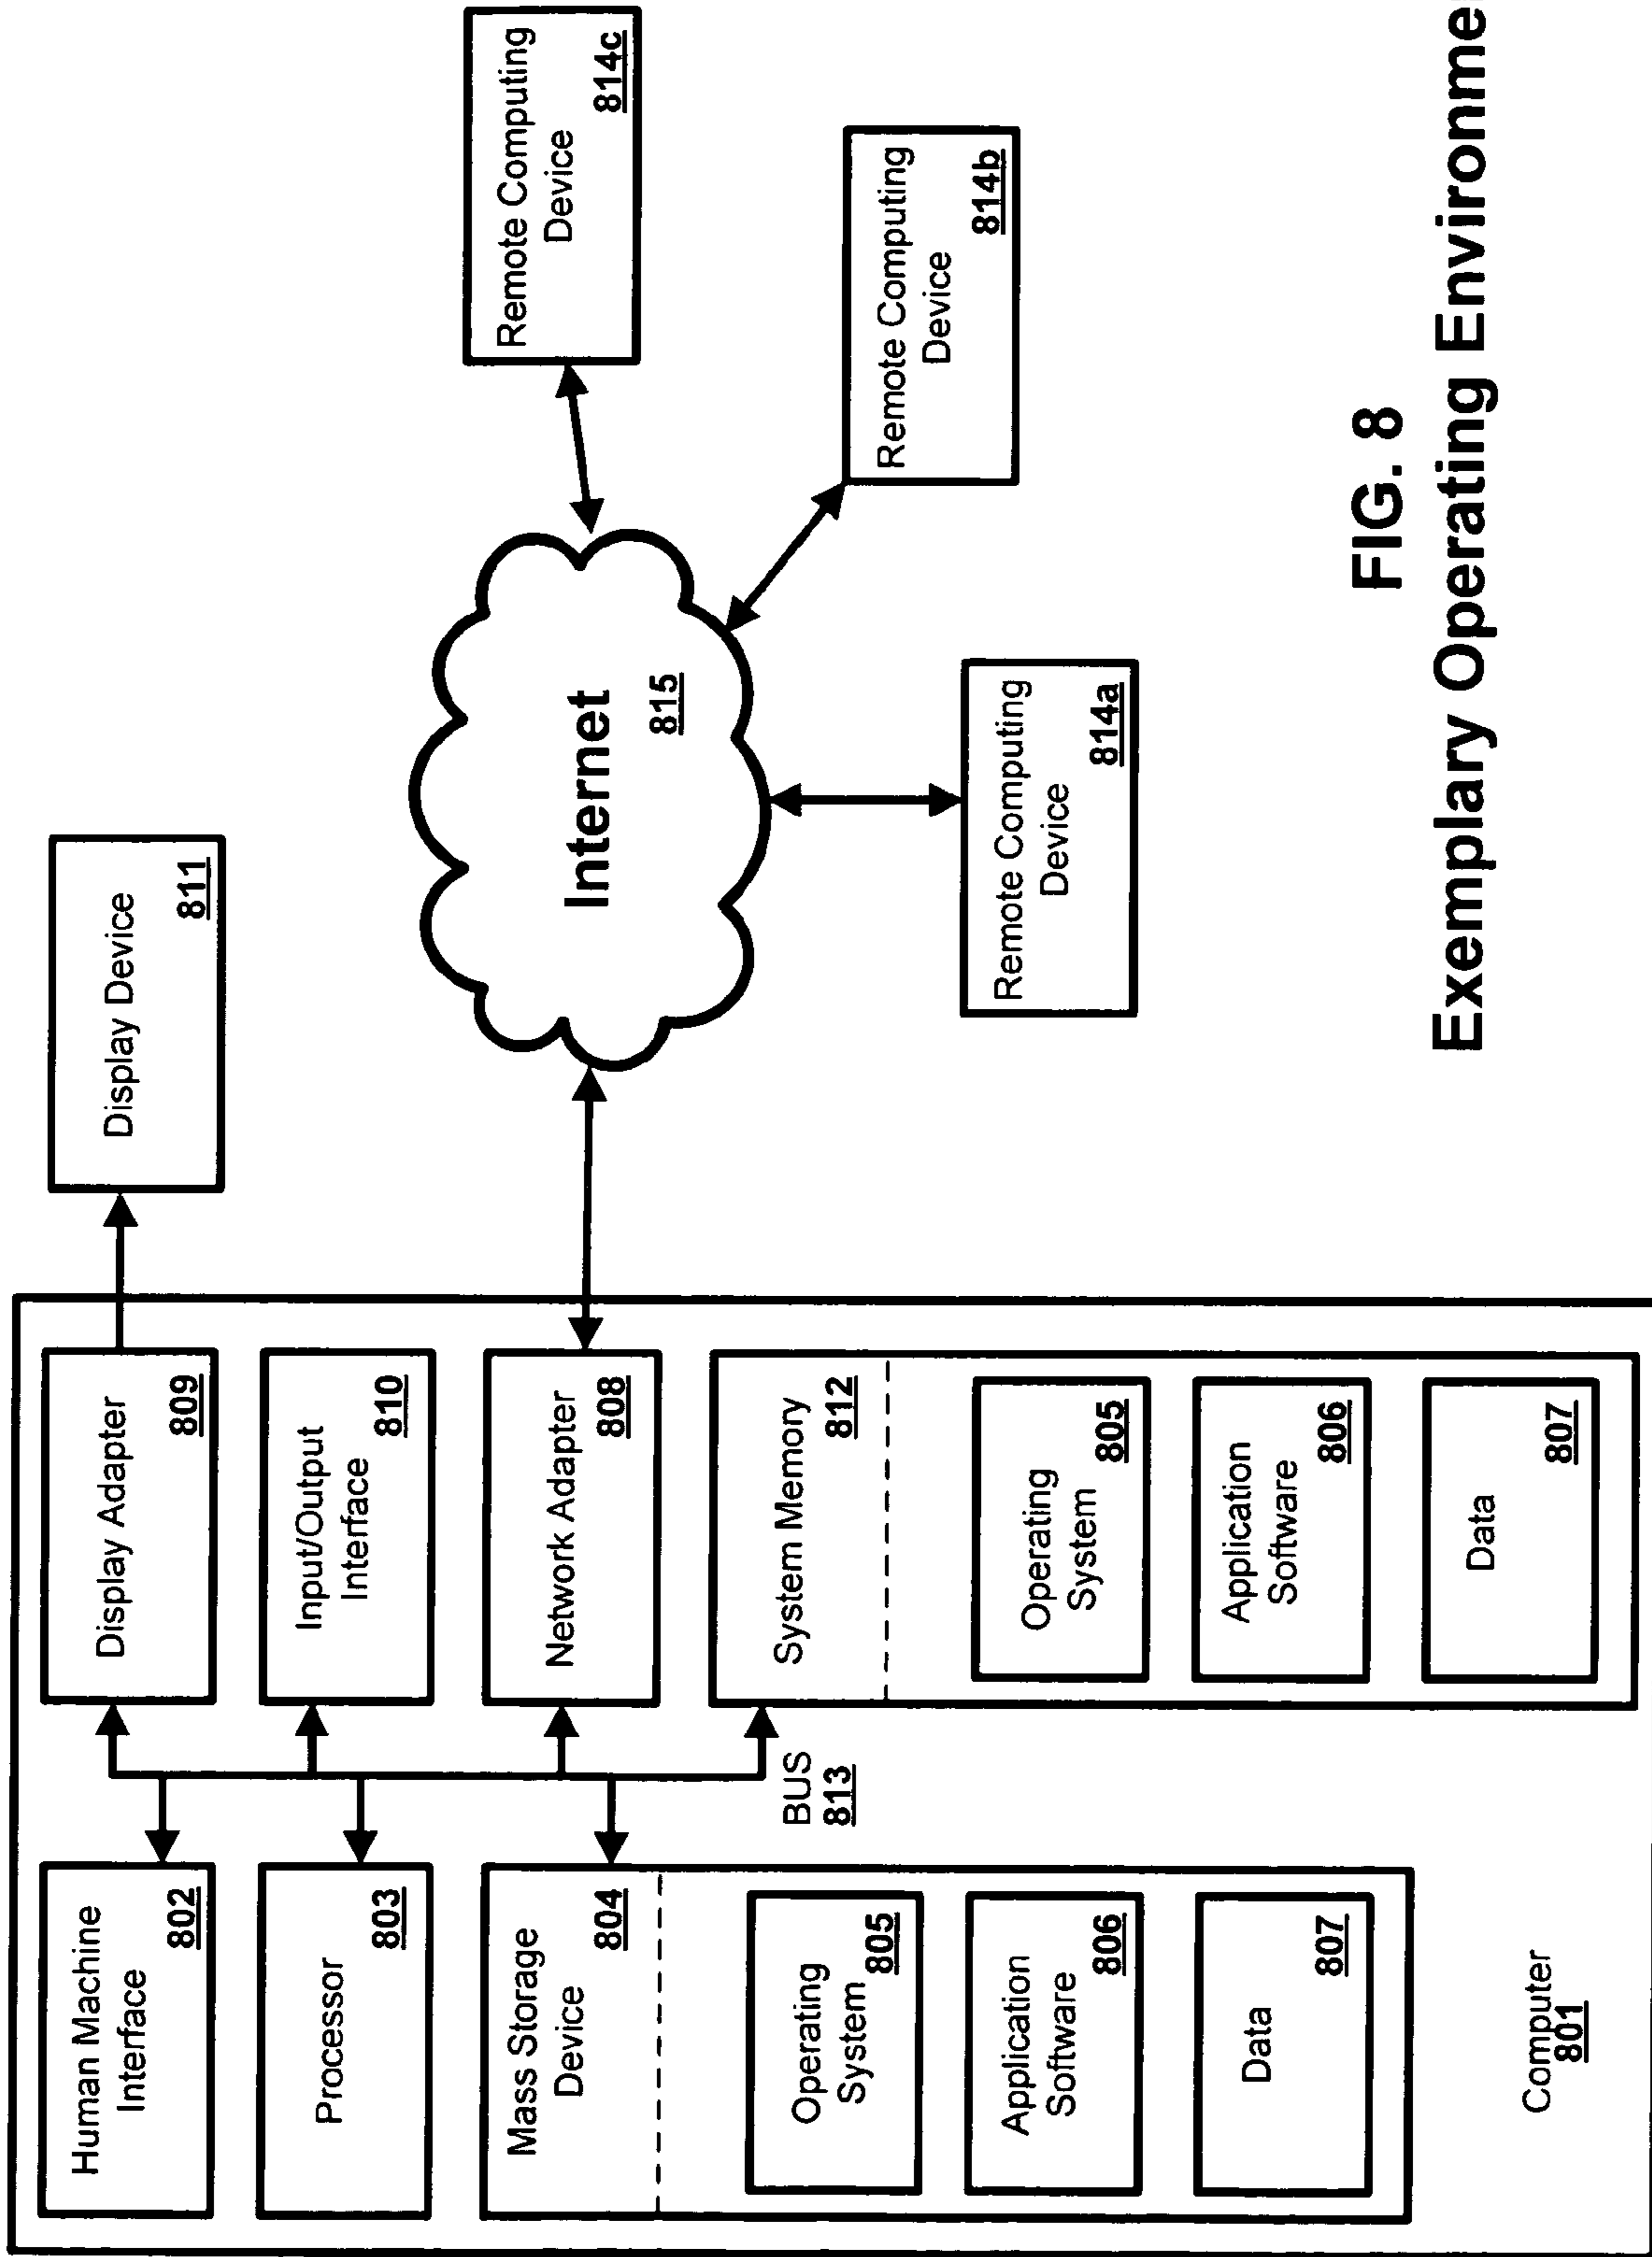 Human Machine
Interface
802
Processor
803
Mass Storage
Device
804
Operating
System
805
Application
Software
806
Data
807
Computer
801
BUS
813
Display Adapter
809
Input/Output
Interface
810
Network Adapter
808
System Memory
812
Operating
System
805
Application
Software
806
Data
807
Display Device
811
Internet
815
Remote Computing
Device
814a
Remote Computing
Device
814b
Remote Computing
Device
814c
FIG. 8
Exemplary Operating Environme